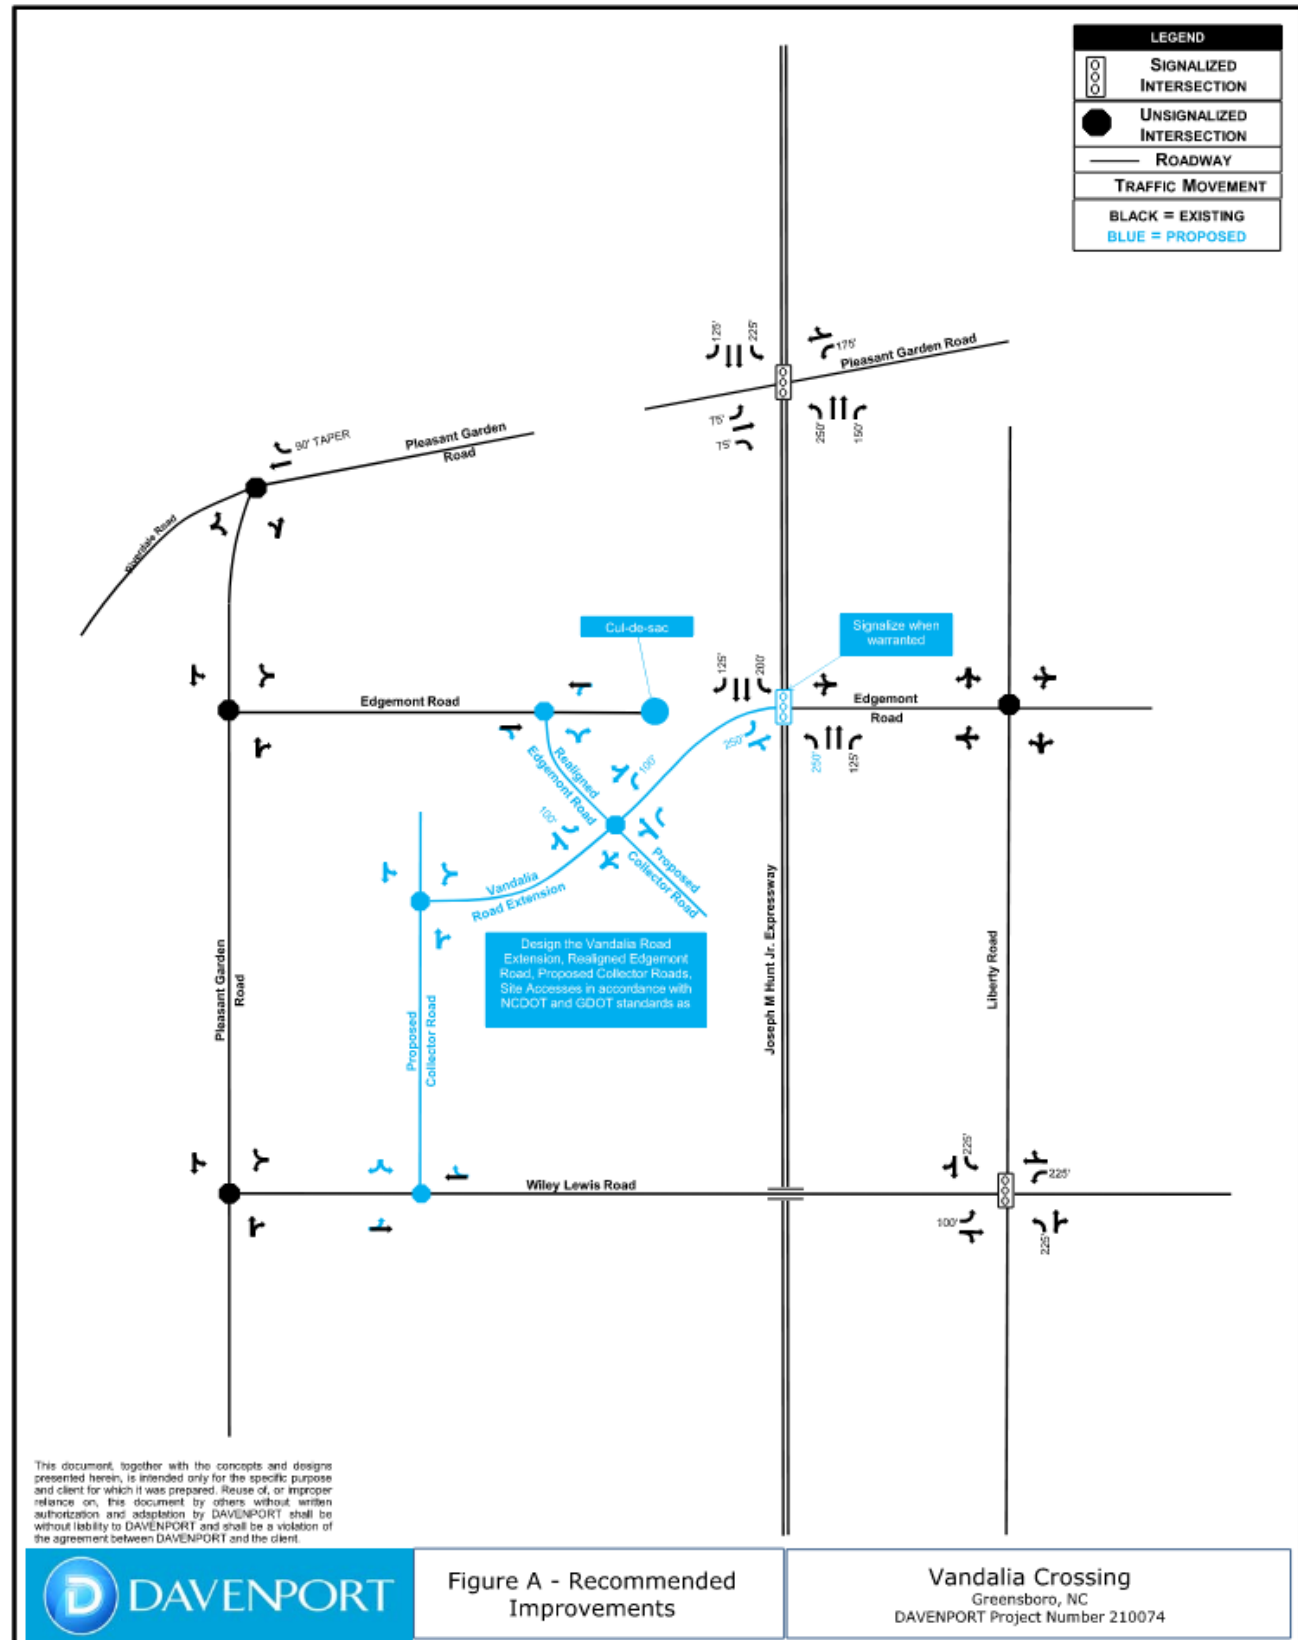 LEGEND
SIGNALIZED
INTERSECTION
UNSIGNALIZED
INTERSECTION
ROADWAY
TRAFFIC MOVEMENT
BLACK = EXISTING
BLUE = PROPOSED
125'
225'
175'
Pleasant Garden Road
75'
75'
250'
150'
90' TAPER
Pleasant Garden
Road
Riverdale Road
Cul-de-sac
Signalize when
warranted
125'
200'
Edgemont Road
Edgemont
Road
250'
250'
125'
Realigned
Edgemont Road
100'
100'
Proposed
Collector Road
Vandalia
Road Extension
Design the Vandalia Road
Extension, Realigned Edgemont
Road, Proposed Collector Roads,
Site Accesses in accordance with
NCDOT and GDOT standards as
Pleasant Garden
Road
Proposed
Collector Road
Joseph M Hunt Jr. Expressway
Liberty Road
Wiley Lewis Road
225'
225'
100'
225'
This document, together with the concepts and designs
presented herein, is intended only for the specific purpose
and client for which it was prepared. Reuse of, or improper
reliance on, this document by others without written
authorization and adaptation by DAVENPORT shall be
without liability to DAVENPORT and shall be a violation of
the agreement between DAVENPORT and the client.
D DAVENPORT
Figure A - Recommended
Improvements
Vandalia Crossing
Greensboro, NC
DAVENPORT Project Number 210074